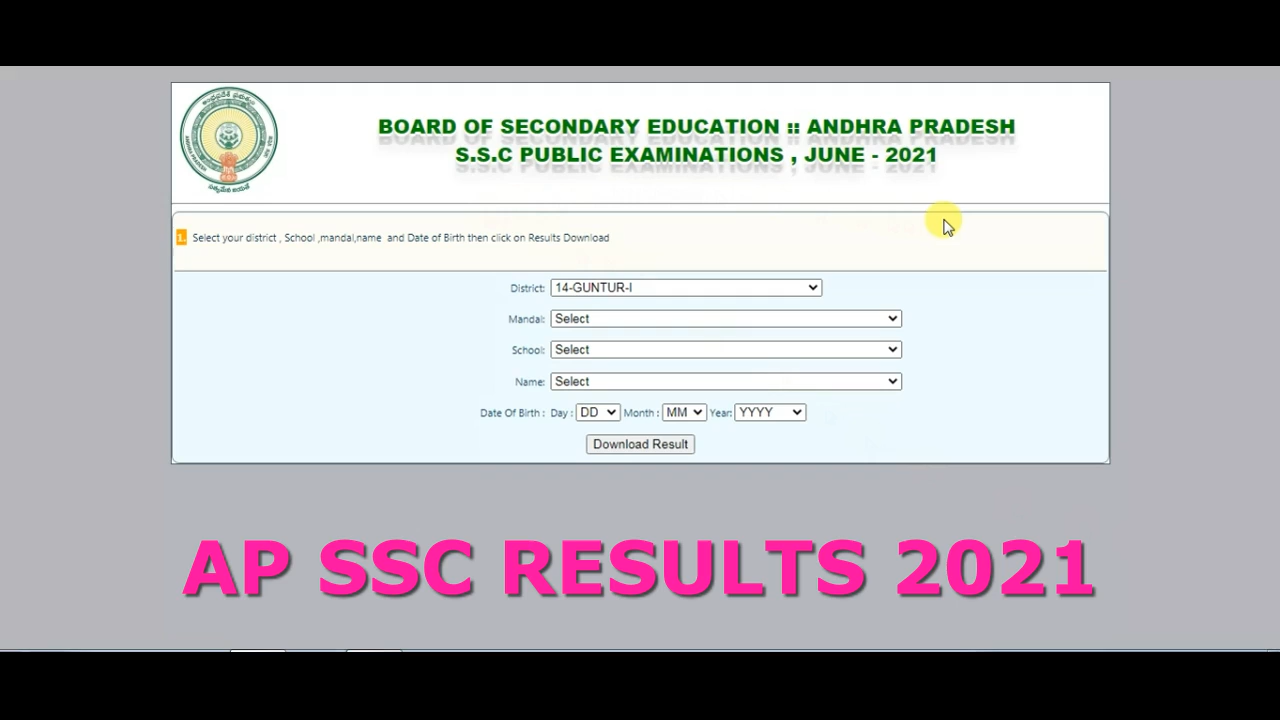 BOARD OF SECONDARY EDUCATION :: ANDHRA PRADESH
S.S.C PUBLIC EXAMINATIONS , JUNE - 2021
1. Select your district , School ,mandal,name and Date of Birth then click on Results Download
District: 14-GUNTUR-I
Mandal: Select
School: Select
Name: Select
Date Of Birth : Day : DD Month : MM Year: YYYY
Download Result
AP SSC RESULTS 2021